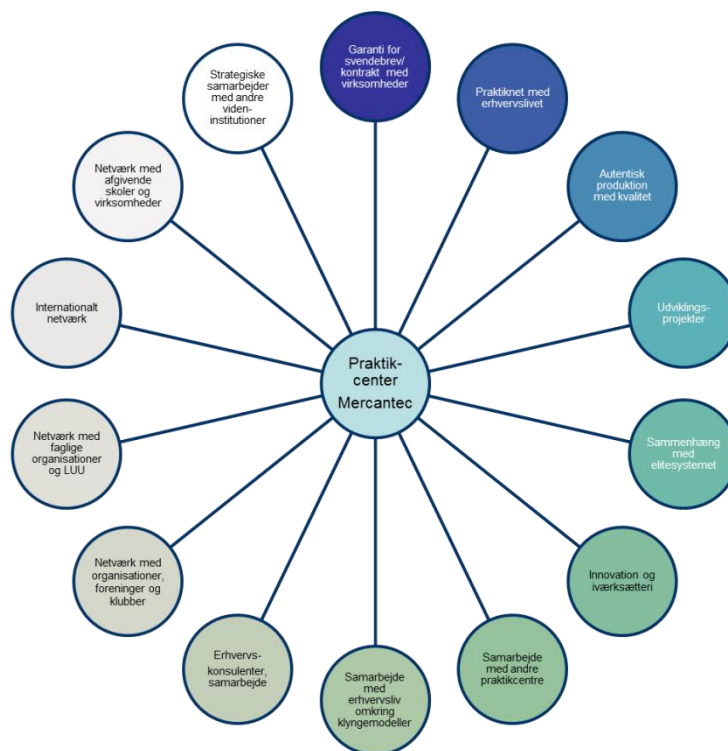 Garanti for
svendebrev/
kontrakt med
virksomheder
Praktiknet med
erhvervslivet
Autentisk
produktion
med kvalitet
Udviklings-
projekter
Sammenhæng
med
elitesystemet
Innovation og
iværksætteri
Samarbejde
med andre
praktikcentre
Samarbejde
med
erhvervsliv
omkring
klyngemodeller
Erhvervs-
konsulenter,
samarbejde
Netværk med
organisationer,
foreninger og
klubber
Netværk med
faglige
organisationer
og LUU
Internationalt
netværk
Netværk med
afgivende
skoler og
virksomheder
Strategiske
samarbejder
med andre
viden-
institutioner
Praktik-
center
Mercantec